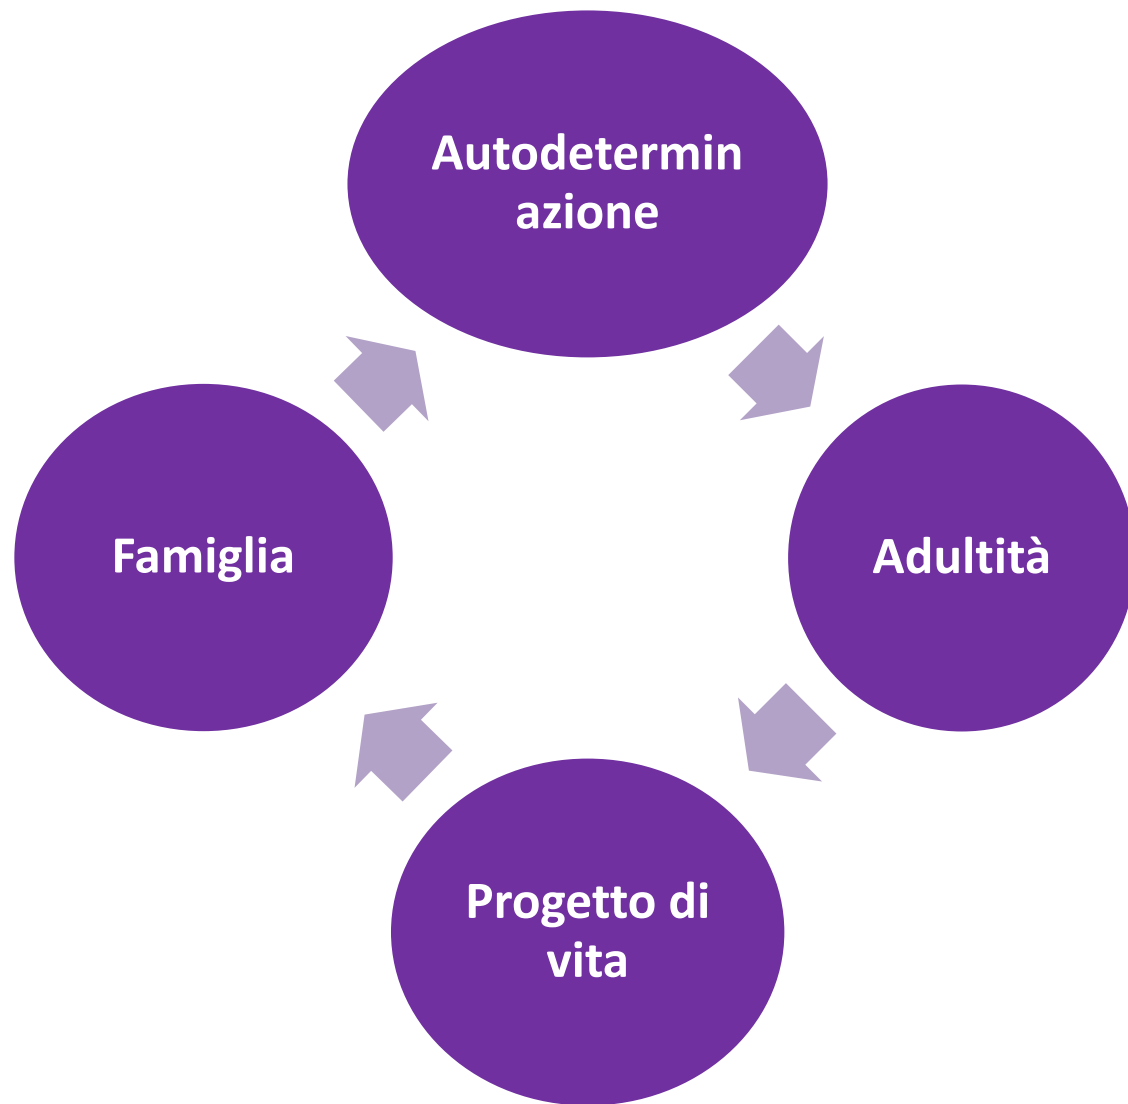 Autodetermin
azione
Famiglia
Adultità
Progetto di
vita